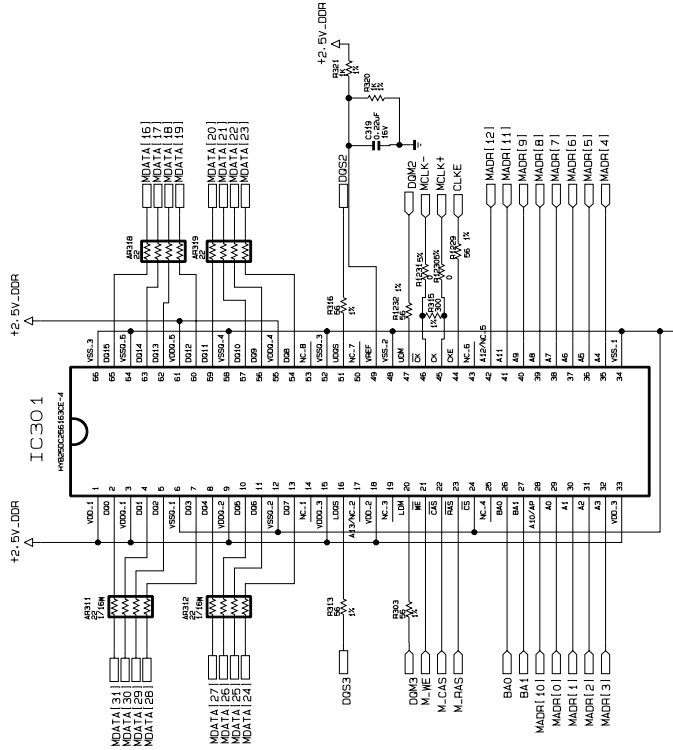 +2.5V_DDR
R321
1K
1%
R320
1K
1%
C319
0.22uF
16V
MDATA[16]
MDATA[17]
MDATA[18]
MDATA[19]
MDATA[20]
MDATA[21]
MDATA[22]
MDATA[23]
AR318
22
AR319
22
DQS2
DQM2
MCLK-
MCLK+
CLKE
MADR[12]
MADR[11]
MADR[9]
MADR[8]
MADR[7]
MADR[6]
MADR[5]
MADR[4]
R316
56
1%
R1232
56
1%
R1231
5%
0
R315
300
1%
R1230
5%
0
R1229
56
1%
+2.5V_DDR
VSS_3
DQ15
VSSQ_5
DQ14
DQ13
VDDQ_5
DQ12
DQ11
VSSQ_4
DQ10
DQ9
VDDQ_4
DQ8
NC_8
VSSQ_3
UDQS
NC_7
VREF
VSS_2
UDM
CK
CK
CKE
NC_6
A12/NC_5
A11
A9
A8
A7
A6
A5
A4
VSS_1
66
65
64
63
62
61
60
59
58
57
56
55
54
53
52
51
50
49
48
47
46
45
44
43
42
41
40
39
38
37
36
35
34
IC301
HYB25DC256163CE-4
1
2
3
4
5
6
7
8
9
10
11
12
13
14
15
16
17
18
19
20
21
22
23
24
25
26
27
28
29
30
31
32
33
VDD_1
DQ0
VDDQ_1
DQ1
DQ2
VSSQ_1
DQ3
DQ4
VDDQ_2
DQ5
DQ6
VSSQ_2
DQ7
NC_1
VDDQ_3
LDQS
A13/NC_2
VDD_2
NC_3
LDM
WE
CAS
RAS
CS
NC_4
BA0
BA1
A10/AP
A0
A1
A2
A3
VDD_3
+2.5V_DDR
AR311
22
1/16W
AR312
22
1/16W
R313
56
1%
R303
56
1%
MDATA[31]
MDATA[30]
MDATA[29]
MDATA[28]
MDATA[27]
MDATA[26]
MDATA[25]
MDATA[24]
DQS3
DQM3
M_WE
M_CAS
M_RAS
BA0
BA1
MADR[10]
MADR[0]
MADR[1]
MADR[2]
MADR[3]